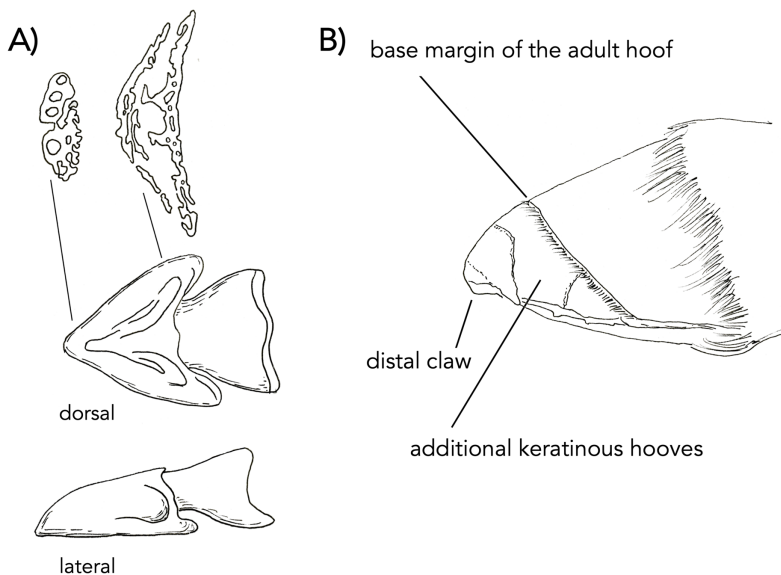 A)
dorsal
lateral
B)
base margin of the adult hoof
distal claw
additional keratinous hooves